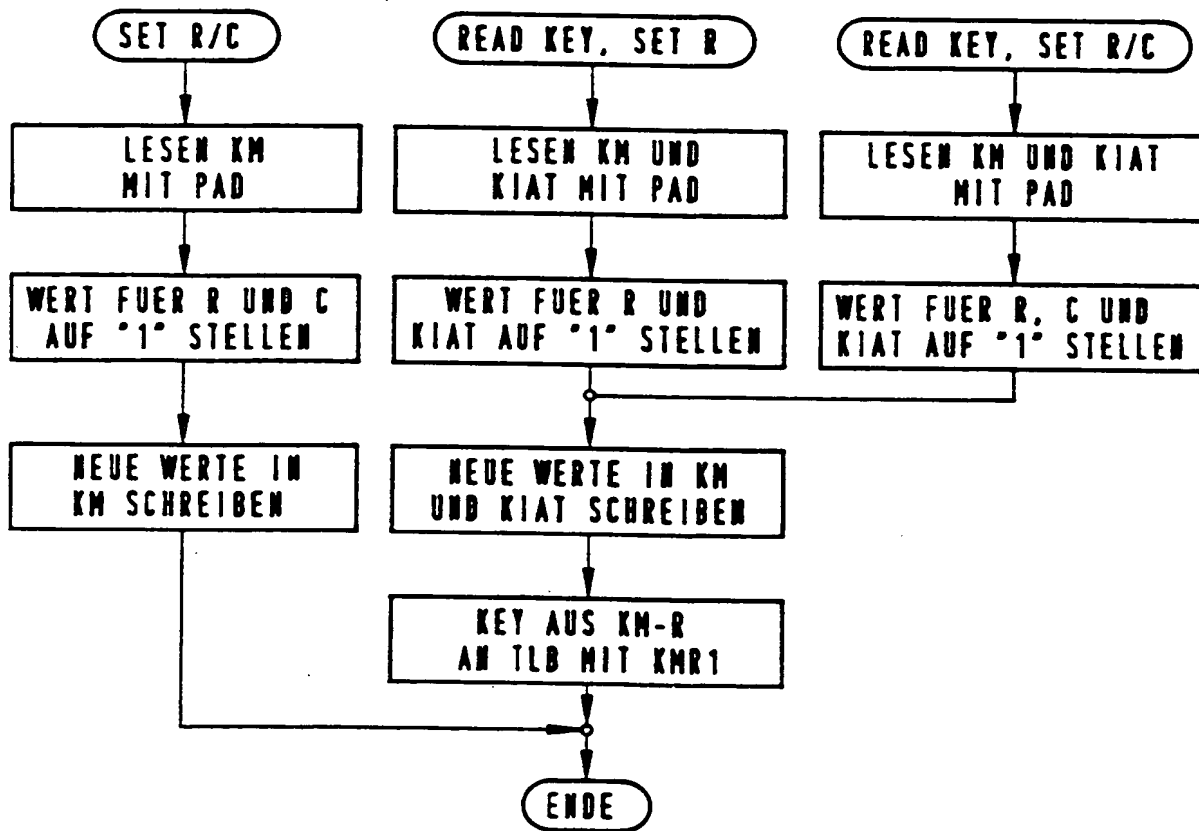 SET R/C
LESEN KM
MIT PAD
WERT FUER R UND C
AUF "1" STELLEN
NEUE WERTE IN
KM SCHREIBEN
READ KEY, SET R
LESEN KM UND
KIAT MIT PAD
WERT FUER R UND
KIAT AUF "1" STELLEN
READ KEY, SET R/C
LESEN KM UND KIAT
MIT PAD
WERT FUER R, C UND
KIAT AUF "1" STELLEN
NEUE WERTE IN KM
UND KIAT SCHREIBEN
KEY AUS KM-R
AN TLB MIT KMR1
ENDE